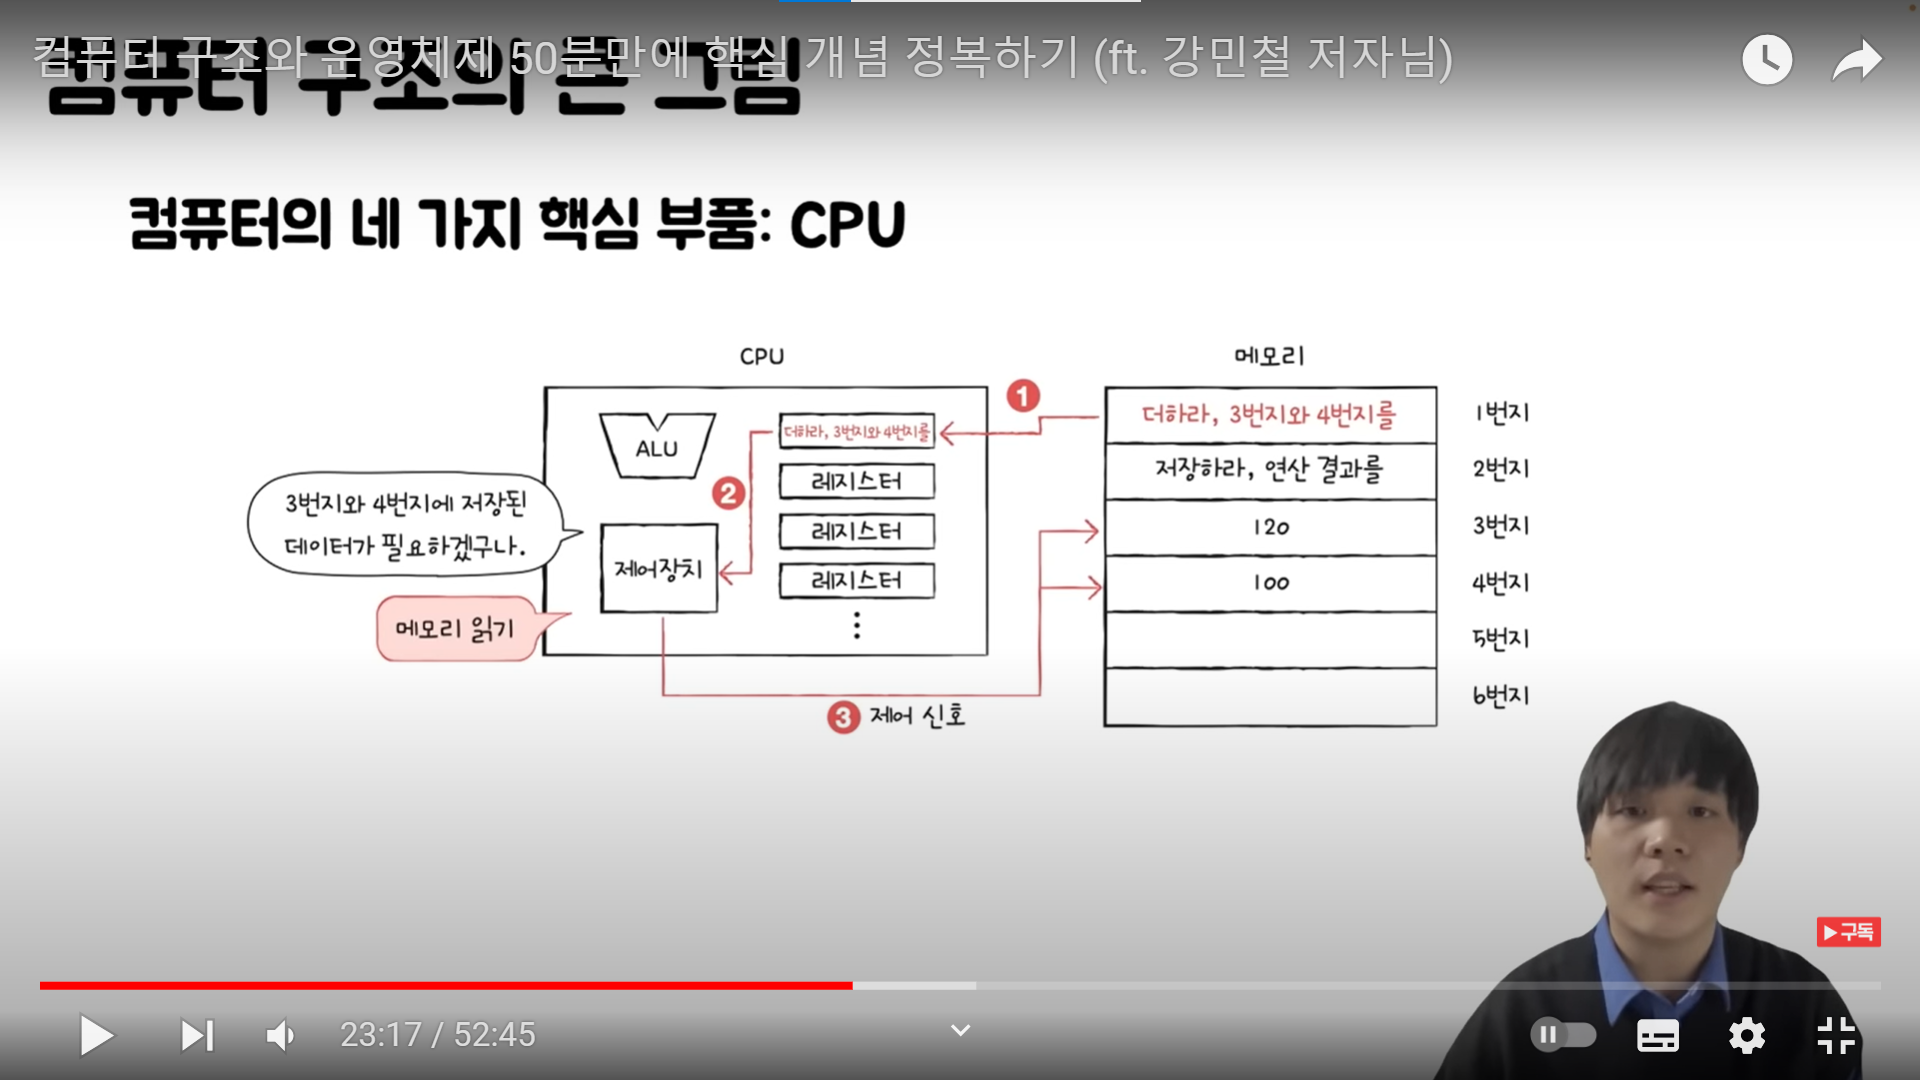 컴퓨터 구조와 운영체제 50분만에 핵심 개념 정복하기 (ft. 강민철 저자님)
컴퓨터 구조의 큰 그림
컴퓨터의 네 가지 핵심 부품: CPU
CPU
ALU
제어장치
더하라, 3번지와 4번지를
레지스터
레지스터
레지스터
3번지와 4번지에 저장된
데이터가 필요하겠구나.
메모리 읽기
1
2
3 제어 신호
메모리
더하라, 3번지와 4번지를 1번지
저장하라, 연산 결과를 2번지
120 3번지
100 4번지
5번지
6번지
구독
23:17 / 52:45